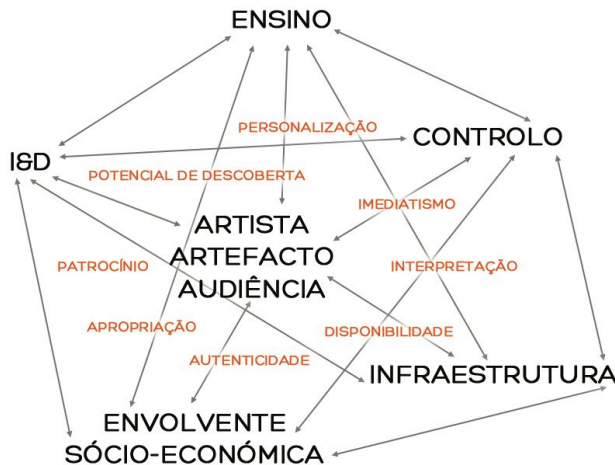 ENSINO
PERSONALIZAÇÃO
CONTROLO
I&D
POTENCIAL DE DESCOBERTA
IMEDIATISMO
ARTISTA
ARTEFACTO
AUDIÊNCIA
PATROCÍNIO
INTERPRETAÇÃO
APROPRIAÇÃO
DISPONIBILIDADE
AUTENTICIDADE
INFRAESTRUTURA
ENVOLVENTE
SÓCIO-ECONÓMICA